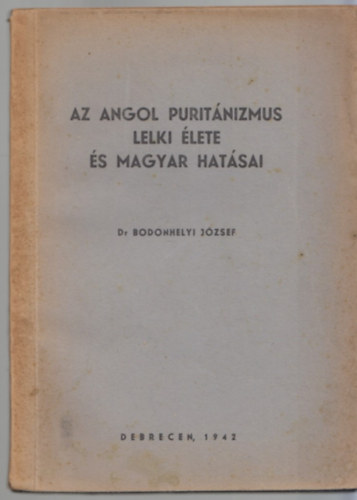 AZ ANGOL PURITÁNIZMUS
LELKI ÉLETE
ÉS MAGYAR HATÁSAI
Dr BODONHELYI JÓZSEF
DEBRECEN, 1942